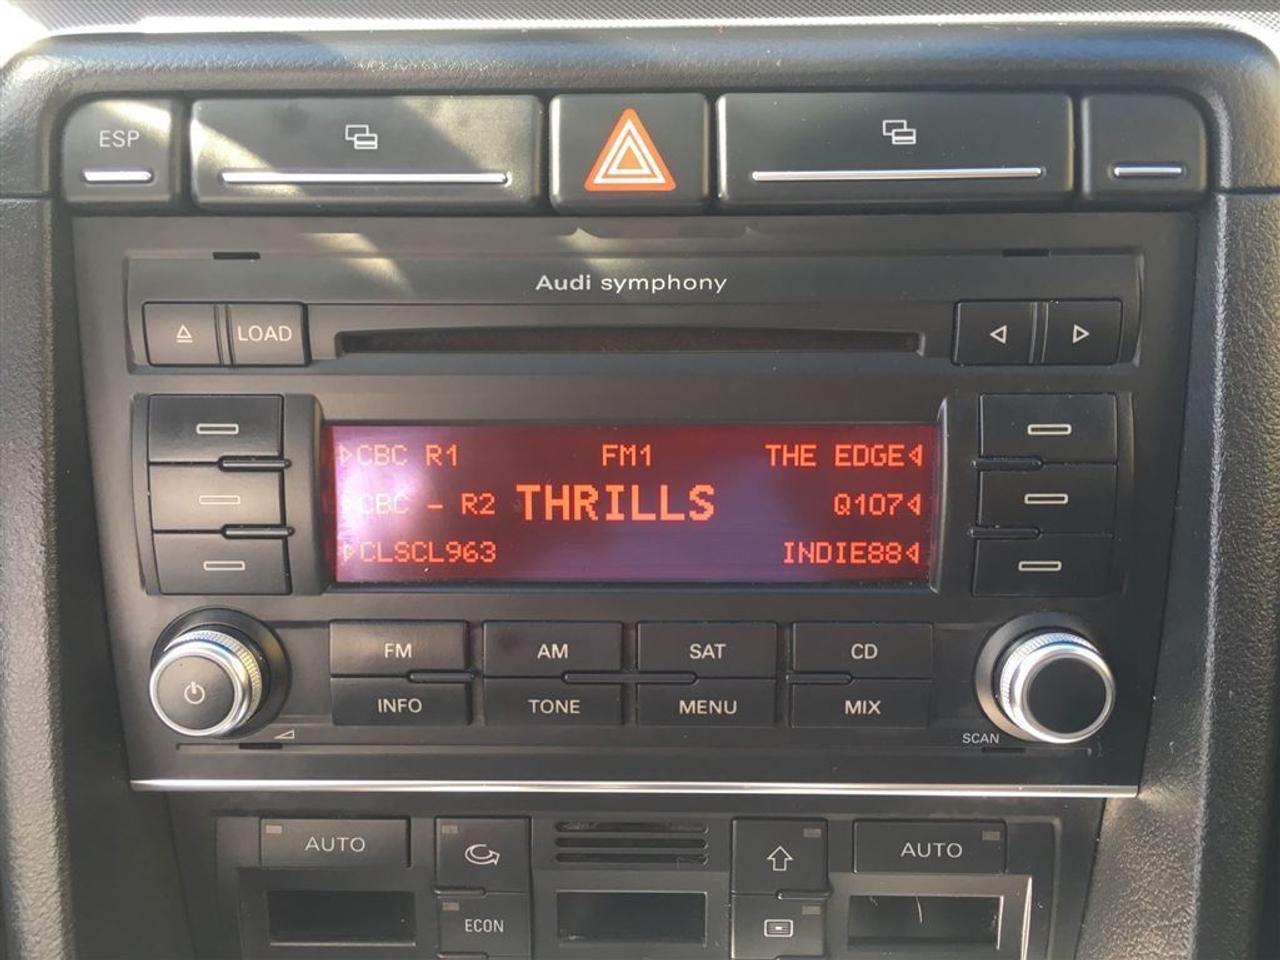 ESP
Audi symphony
LOAD
CBC R1 FM1 THE EDGE
CBC - R2 THRILLS Q107
CLSCL963 INDIE88
FM AM SAT CD
INFO TONE MENU MIX
SCAN
AUTO AUTO
ECON